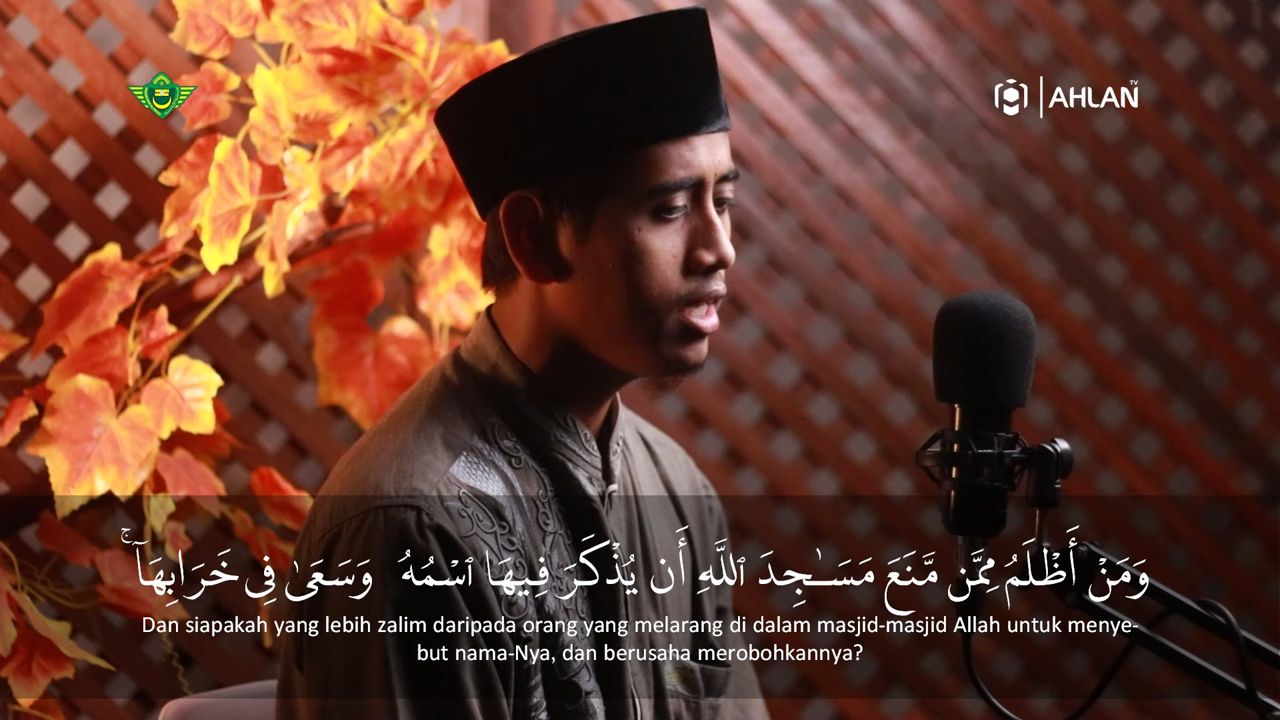 AHLAN TV
وَمَنْ أَظْلَمُ مِمَّن مَّنَعَ مَسَـٰجِدَ ٱللَّهِ أَن يُذْكَرَ فِيهَا ٱسْمُهُۥ وَسَعَىٰ فِى خَرَابِهَآ ۚ
Dan siapakah yang lebih zalim daripada orang yang melarang di dalam masjid-masjid Allah untuk menye-
but nama-Nya, dan berusaha merobohkannya?